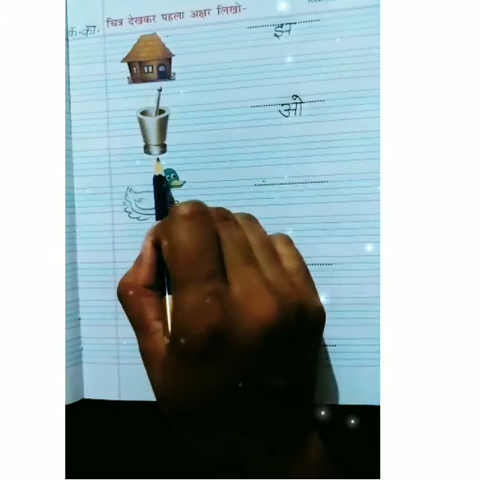 क.का. चित्र देखकर पहला अक्षर लिखो-
झ
ओ